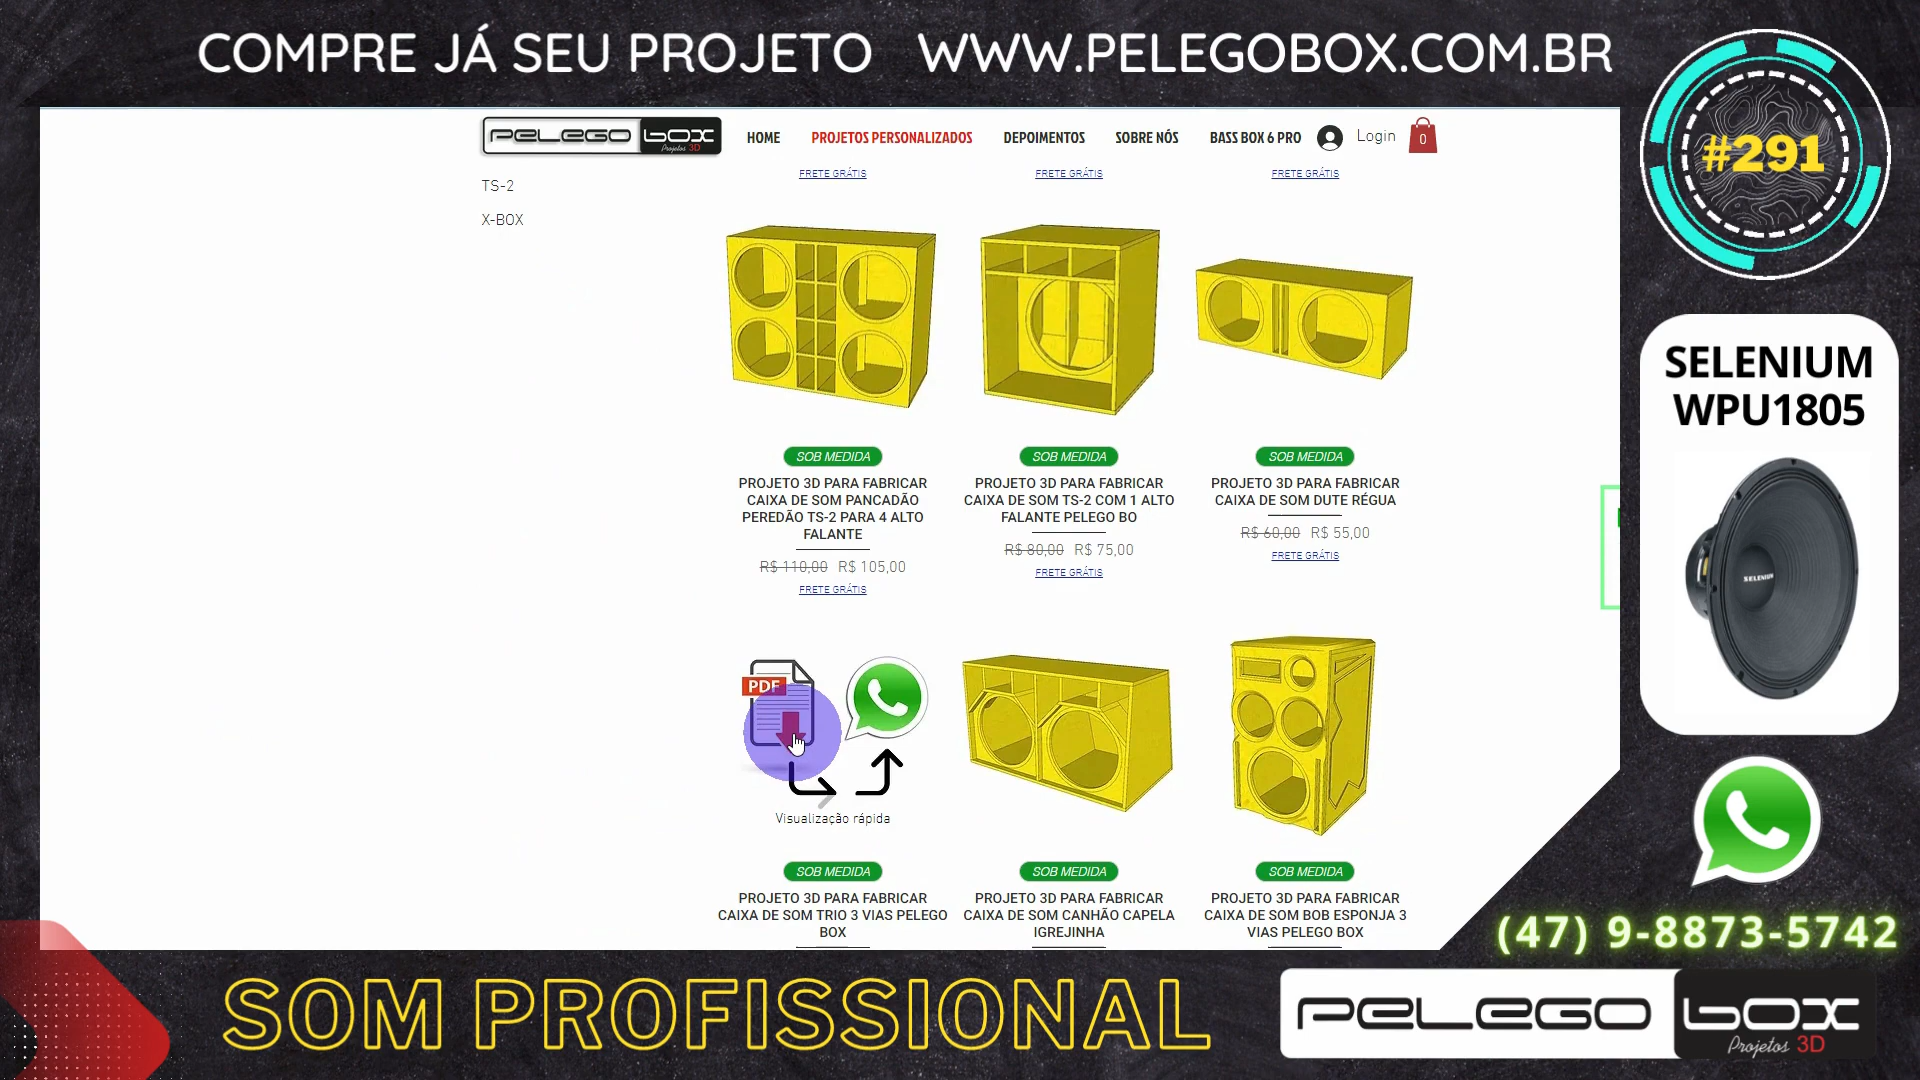 COMPRE JÁ SEU PROJETO WWW.PELEGOBOX.COM.BR
#291
PELEGO BOX
Projetos 3D
HOME PROJETOS PERSONALIZADOS DEPOIMENTOS SOBRE NÓS BASS BOX 6 PRO Login 0
FRETE GRÁTIS FRETE GRÁTIS FRETE GRÁTIS
TS-2
X-BOX
SOB MEDIDA
PROJETO 3D PARA FABRICAR
CAIXA DE SOM PANCADÃO
PEREDÃO TS-2 PARA 4 ALTO
FALANTE
R$ 110,00 R$ 105,00
FRETE GRÁTIS
SOB MEDIDA
PROJETO 3D PARA FABRICAR
CAIXA DE SOM TS-2 COM 1 ALTO
FALANTE PELEGO BO
R$ 80,00 R$ 75,00
FRETE GRÁTIS
SOB MEDIDA
PROJETO 3D PARA FABRICAR
CAIXA DE SOM DUTE RÉGUA
R$ 60,00 R$ 55,00
FRETE GRÁTIS
PDF
Visualização rápida
SOB MEDIDA
PROJETO 3D PARA FABRICAR
CAIXA DE SOM TRIO 3 VIAS PELEGO
BOX
SOB MEDIDA
PROJETO 3D PARA FABRICAR
CAIXA DE SOM CANHÃO CAPELA
IGREJINHA
SOB MEDIDA
PROJETO 3D PARA FABRICAR
CAIXA DE SOM BOB ESPONJA 3
VIAS PELEGO BOX
SELENIUM
WPU1805
SELENIUM
(47) 9-8873-5742
SOM PROFISSIONAL
PELEGO BOX
Projetos 3D